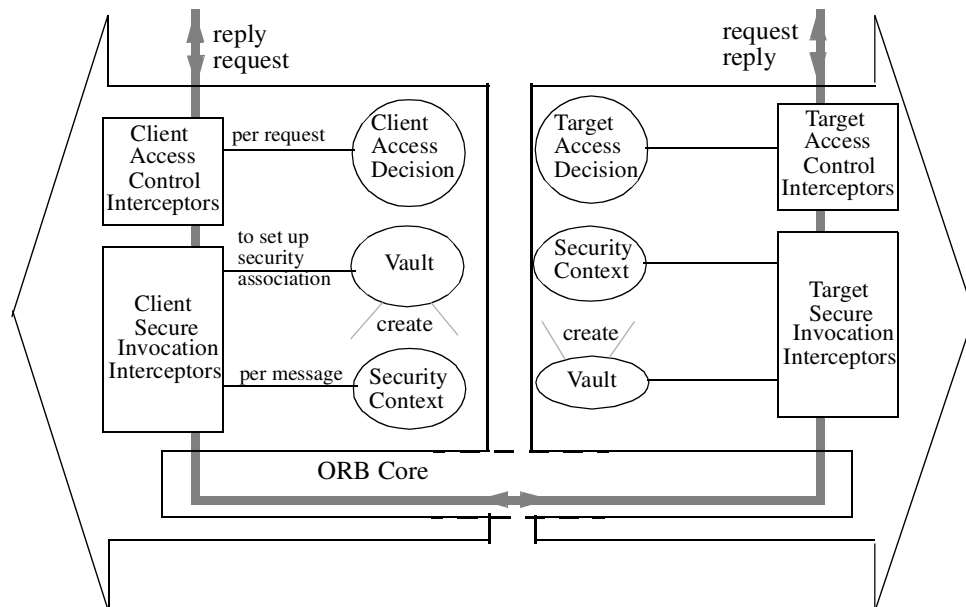 reply
request
request
reply
Client
Access
Control
Interceptors
per request
Client
Access
Decision
Target
Access
Decision
Target
Access
Control
Interceptors
to set up
security
association
Vault
Security
Context
Client
Secure
Invocation
Interceptors
create
create
Target
Secure
Invocation
Interceptors
per message
Security
Context
Vault
ORB Core